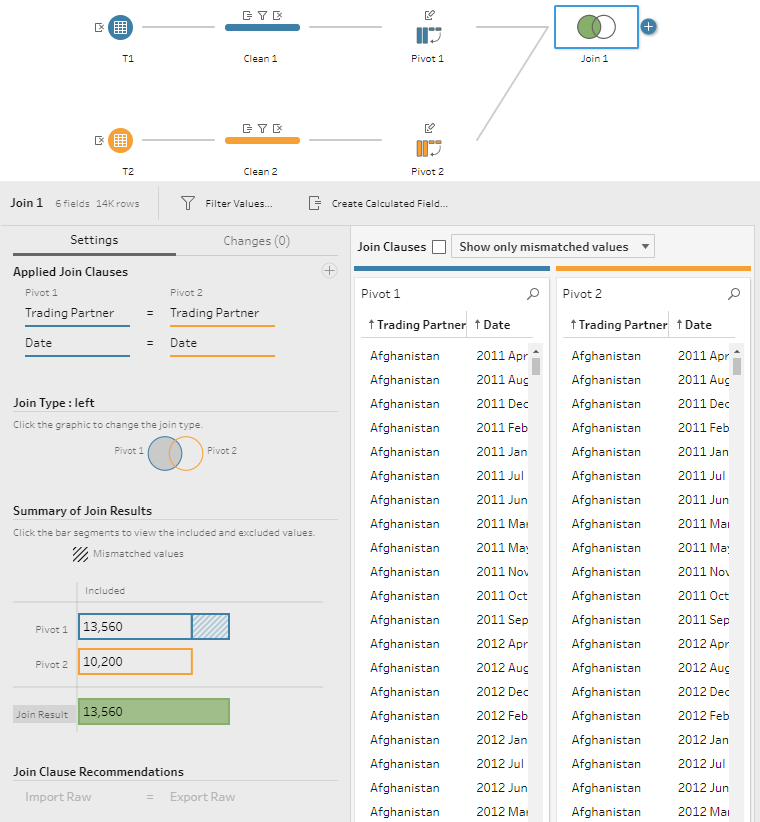 T1
Clean 1
Pivot 1
Join 1
T2
Clean 2
Pivot 2
Join 1 6 fields 14K rows Filter Values... Create Calculated Field...
Settings Changes (0)
Applied Join Clauses
Pivot 1 Pivot 2
Trading Partner = Trading Partner
Date = Date
Join Type : left
Click the graphic to change the join type.
Pivot 1 Pivot 2
Summary of Join Results
Click the bar segments to view the included and excluded values.
Mismatched values
Included
Pivot 1 13,560
Pivot 2 10,200
Join Result 13,560
Join Clause Recommendations
Import Raw = Export Raw
Join Clauses Show only mismatched values
Pivot 1
Trading Partner Date
Afghanistan 2011 Apr
Afghanistan 2011 Aug
Afghanistan 2011 Dec
Afghanistan 2011 Feb
Afghanistan 2011 Jan
Afghanistan 2011 Jul
Afghanistan 2011 Jun
Afghanistan 2011 Mar
Afghanistan 2011 May
Afghanistan 2011 Nov
Afghanistan 2011 Oct
Afghanistan 2011 Sep
Afghanistan 2012 Apr
Afghanistan 2012 Aug
Afghanistan 2012 Dec
Afghanistan 2012 Feb
Afghanistan 2012 Jan
Afghanistan 2012 Jul
Afghanistan 2012 Jun
Afghanistan 2012 Mar
Pivot 2
Trading Partner Date
Afghanistan 2011 Apr
Afghanistan 2011 Aug
Afghanistan 2011 Dec
Afghanistan 2011 Feb
Afghanistan 2011 Jan
Afghanistan 2011 Jul
Afghanistan 2011 Jun
Afghanistan 2011 Mar
Afghanistan 2011 May
Afghanistan 2011 Nov
Afghanistan 2011 Oct
Afghanistan 2011 Sep
Afghanistan 2012 Apr
Afghanistan 2012 Aug
Afghanistan 2012 Dec
Afghanistan 2012 Feb
Afghanistan 2012 Jan
Afghanistan 2012 Jul
Afghanistan 2012 Jun
Afghanistan 2012 Mar